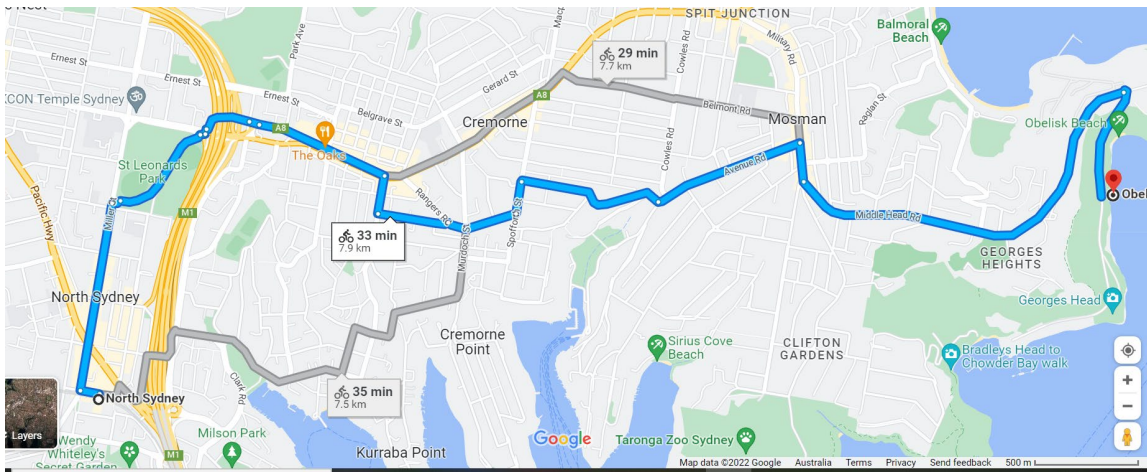 SPIT JUNCTION
Balmoral
Beach
Park Ave
Military Rd
29 min
7.7 km
Cowles Rd
Ernest St
Ernest St
Gerard St
KCON Temple Sydney
Ernest St
A8
Belmont Rd
Raglan St
Belgrave St
Cremorne
Mosman
Obelisk Beach
A8
The Oaks
St Leonards
Park
Cowles Rd
Avenue Rd
Obel
Rangers Rd
Miller St
M1
Pacific Hwy
Spofforth St
Middle Head Rd
33 min
7.9 km
Murdoch St
GEORGES
HEIGHTS
North Sydney
Georges Head
Cremorne
Point
Sirius Cove
Beach
CLIFTON
GARDENS
Bradleys Head to
Chowder Bay walk
Clark Rd
35 min
7.5 km
North Sydney
Layers
Milson Park
Wendy
Whiteley's
Secret Garden
Kurraba Point
Google
Taronga Zoo Sydney
Map data ©2022 Google Australia Terms Privacy Send feedback 500 m